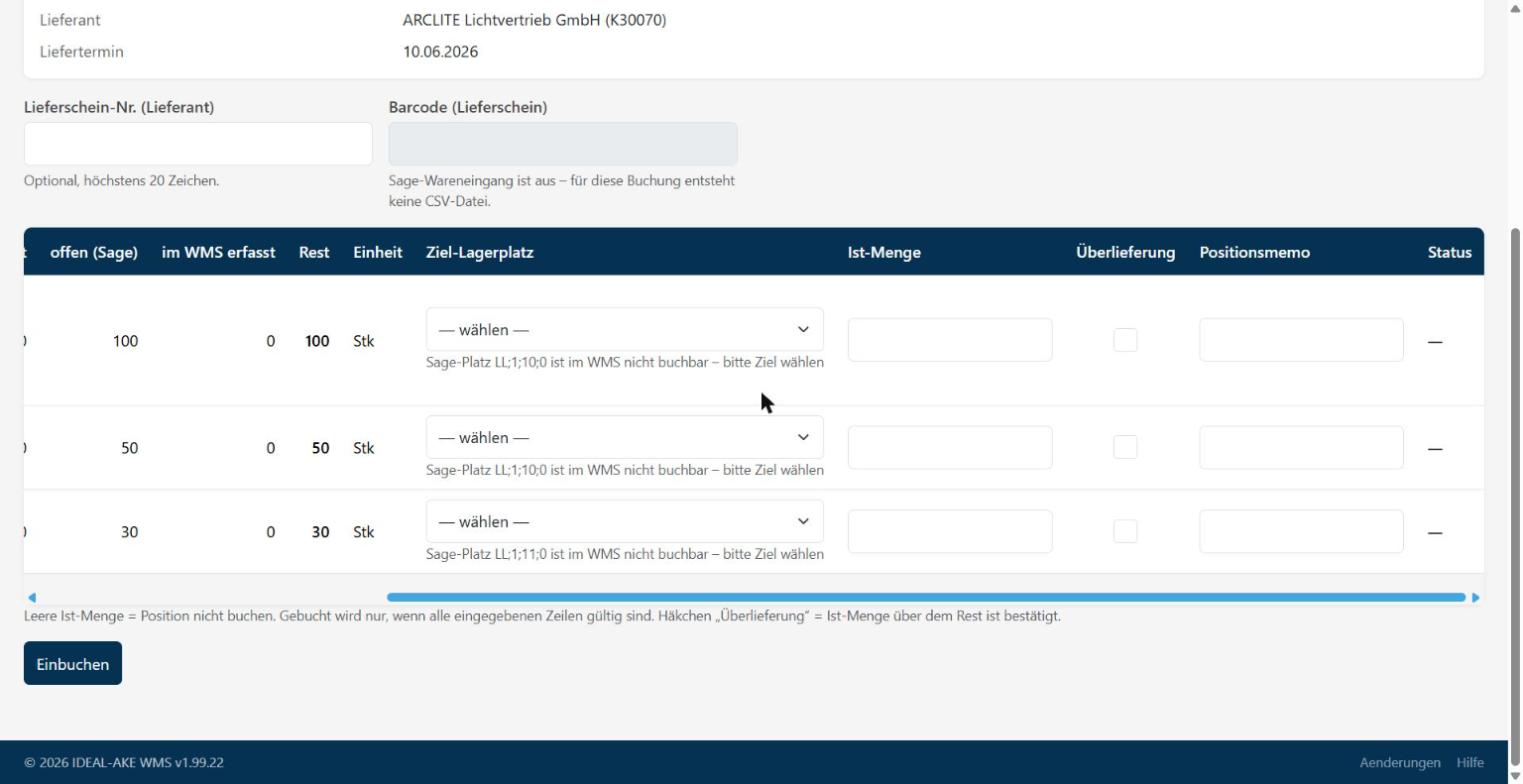 Lieferant ARCLITE Lichtvertrieb GmbH (K30070)
Liefertermin 10.06.2026
Lieferschein-Nr. (Lieferant) Barcode (Lieferschein)
Optional, höchstens 20 Zeichen.
Sage-Wareneingang ist aus – für diese Buchung entsteht
keine CSV-Datei.
offen (Sage) im WMS erfasst Rest Einheit Ziel-Lagerplatz Ist-Menge Überlieferung Positionsmemo Status
100 0 100 Stk — wählen — —
Sage-Platz LL;1;10;0 ist im WMS nicht buchbar – bitte Ziel wählen
50 0 50 Stk — wählen — —
Sage-Platz LL;1;10;0 ist im WMS nicht buchbar – bitte Ziel wählen
30 0 30 Stk — wählen — —
Sage-Platz LL;1;11;0 ist im WMS nicht buchbar – bitte Ziel wählen
Leere Ist-Menge = Position nicht buchen. Gebucht wird nur, wenn alle eingegebenen Zeilen gültig sind. Häkchen „Überlieferung“ = Ist-Menge über dem Rest ist bestätigt.
Einbuchen
© 2026 IDEAL-AKE WMS v1.99.22 Aenderungen Hilfe